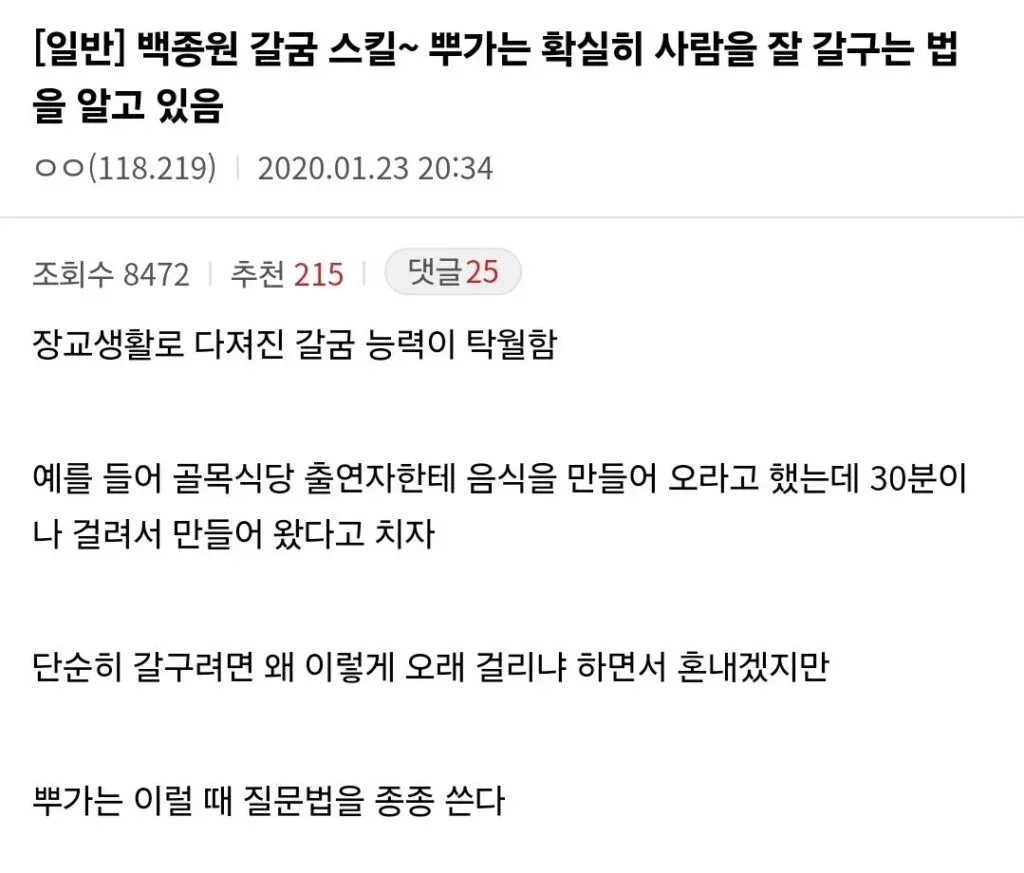 [일반] 백종원 갈굼 스킬~ 뿌가는 확실히 사람을 잘 갈구는 법
을 알고 있음
ㅇㅇ(118.219) | 2020.01.23 20:34
조회수 8472 | 추천 215 | 댓글25
장교생활로 다져진 갈굼 능력이 탁월함
예를 들어 골목식당 출연자한테 음식을 만들어 오라고 했는데 30분이
나 걸려서 만들어 왔다고 치자
단순히 갈구려면 왜 이렇게 오래 걸리냐 하면서 혼내겠지만
뿌가는 이럴 때 질문법을 종종 쓴다